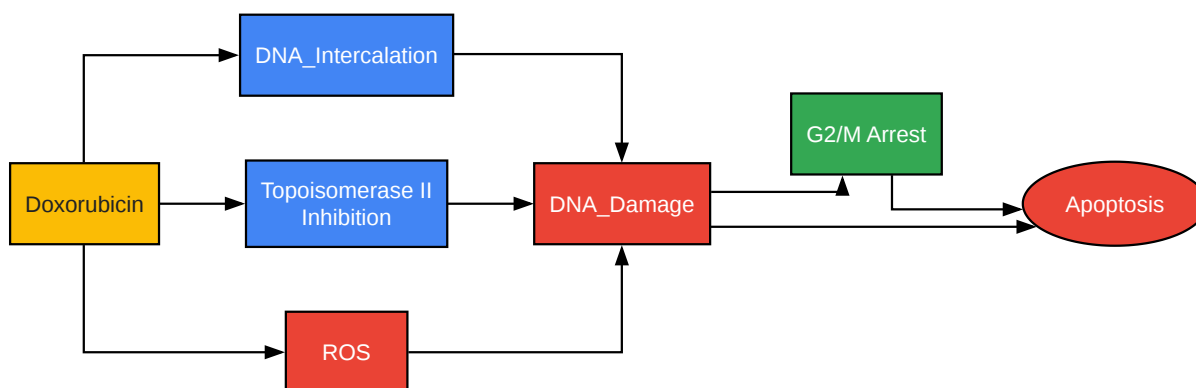 DNA_Intercalation
G2/M Arrest
Doxorubicin
Topoisomerase II
Inhibition
DNA_Damage
Apoptosis
ROS